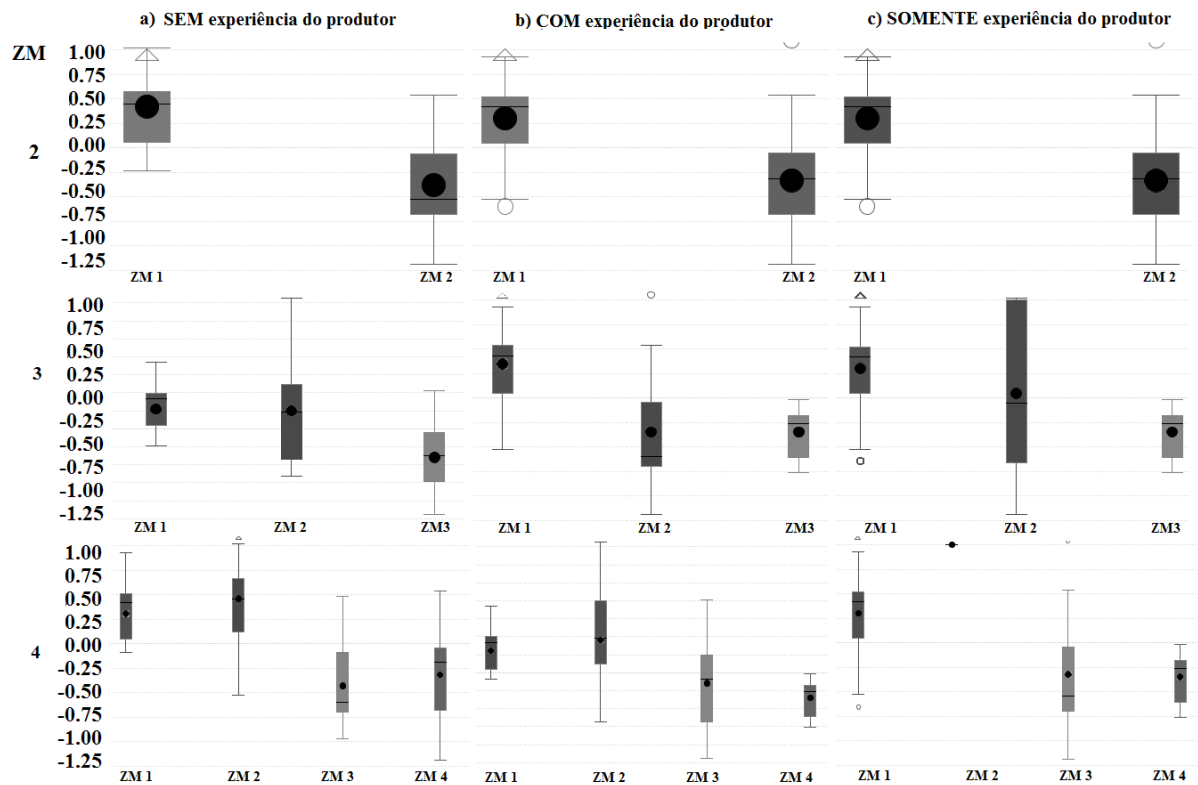 a) SEM experiência do produtor
b) COM experiência do produtor
c) SOMENTE experiência do produtor
ZM
1.00
0.75
0.50
0.25
0.00
-0.25
-0.50
-0.75
-1.00
-1.25
2
ZM 1
ZM 2
ZM 1
ZM 2
ZM 1
ZM 2
1.00
0.75
0.50
0.25
0.00
-0.25
-0.50
-0.75
-1.00
-1.25
3
ZM 1
ZM 2
ZM3
ZM 1
ZM 2
ZM3
ZM 1
ZM 2
ZM3
1.00
0.75
0.50
0.25
0.00
-0.25
-0.50
-0.75
-1.00
-1.25
4
ZM 1
ZM 2
ZM 3
ZM 4
ZM 1
ZM 2
ZM 3
ZM 4
ZM 1
ZM 2
ZM 3
ZM 4